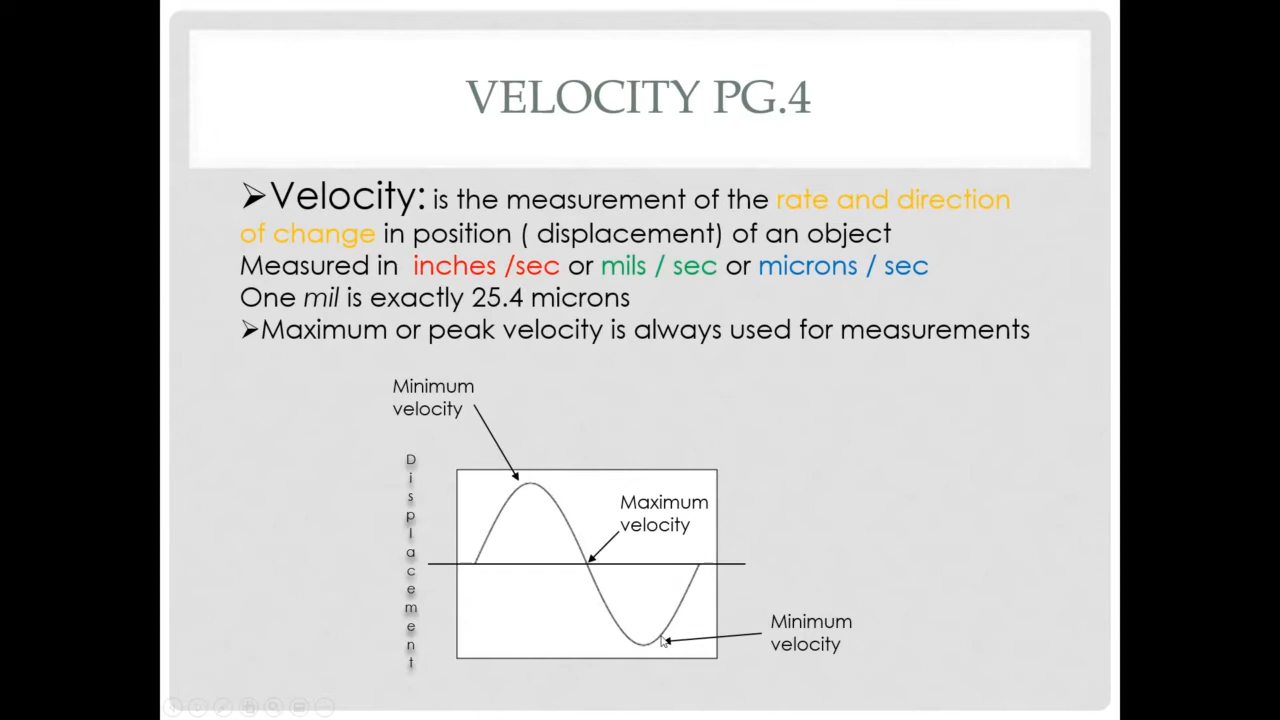 VELOCITY PG.4
➢Velocity: is the measurement of the rate and direction
of change in position ( displacement) of an object
Measured in inches /sec or mils / sec or microns / sec
One mil is exactly 25.4 microns
➢Maximum or peak velocity is always used for measurements
Minimum
velocity
Displacement
Maximum
velocity
Minimum
velocity